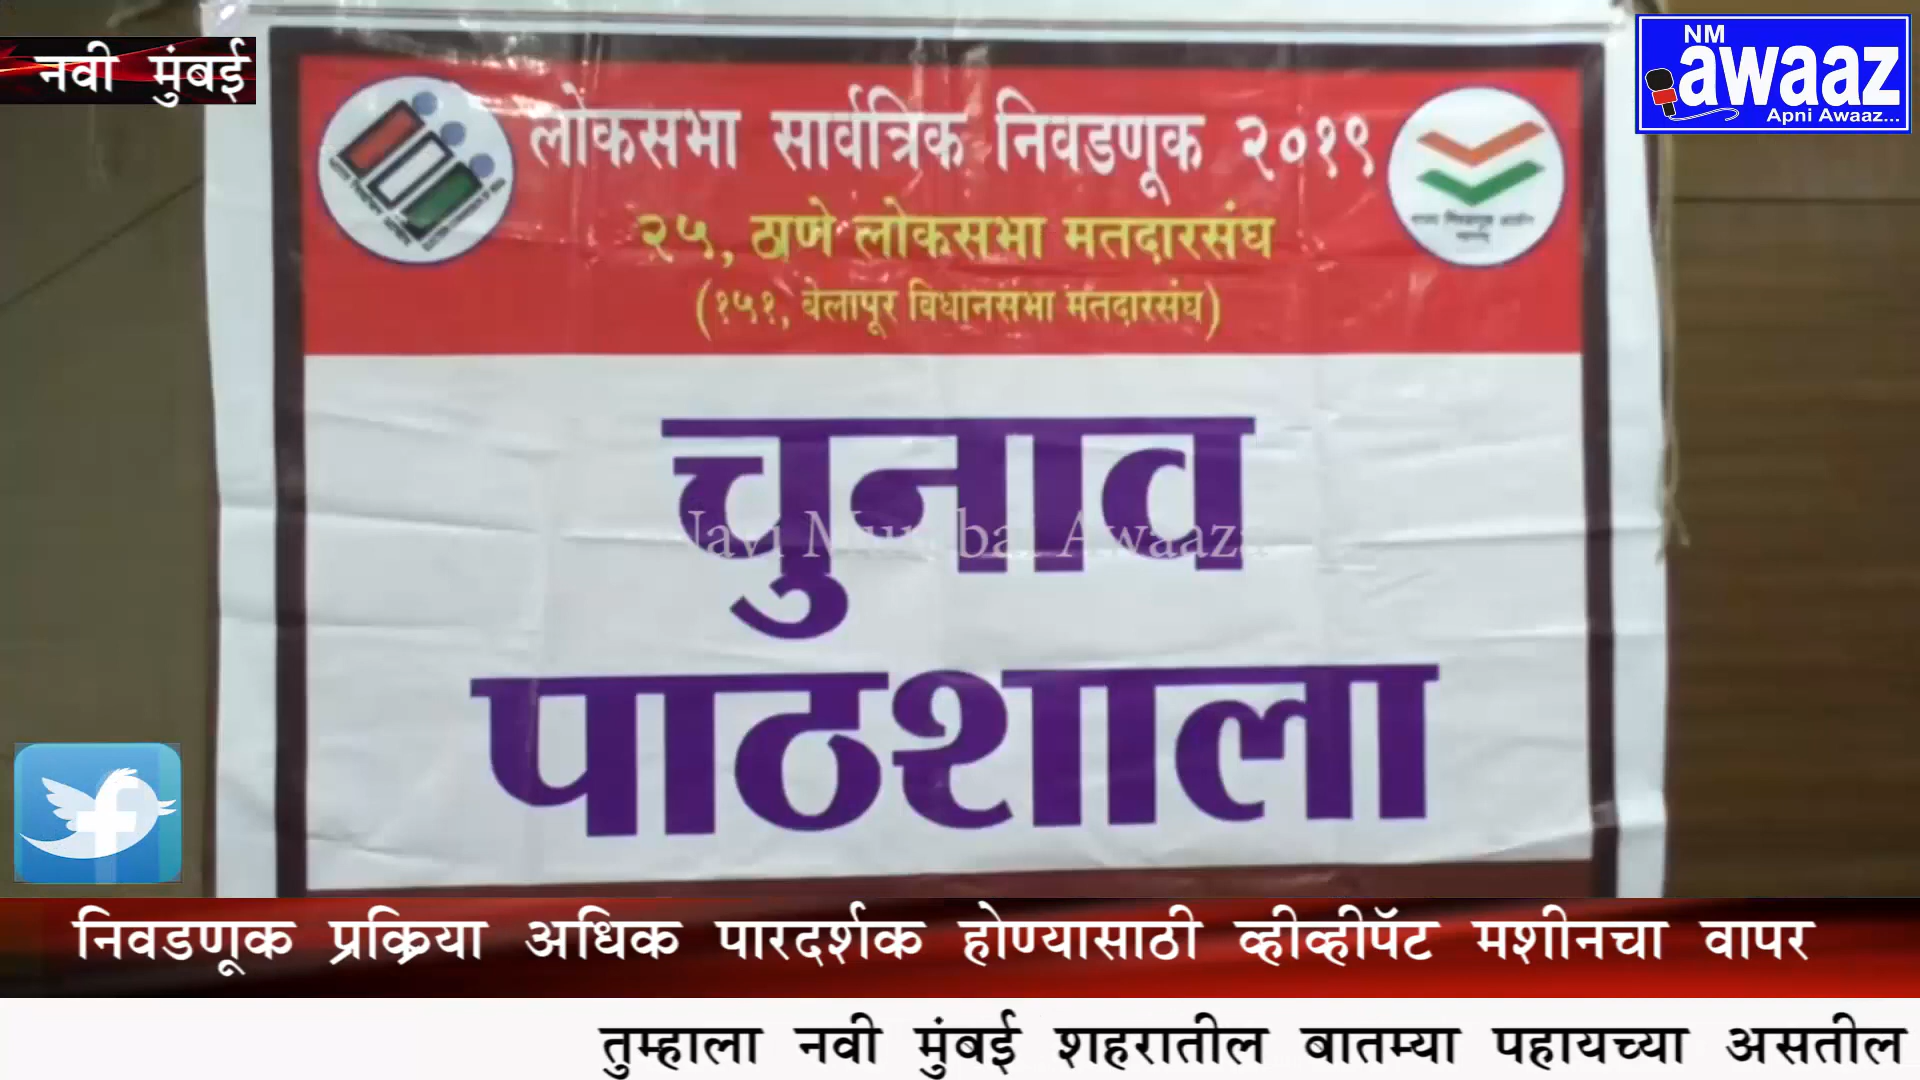 नवी मुंबई
NM
awaaz
Apni Awaaz...
लोकसभा सार्वत्रिक निवडणूक २०१९
२५, ठाणे लोकसभा मतदारसंघ
(१५१, बेलापूर विधानसभा मतदारसंघ)
चुनाव
Navi Mumbai Awaaza
पाठशाला
निवडणूक प्रक्रिया अधिक पारदर्शक होण्यासाठी व्हीव्हीपॅट मशीनचा वापर
तुम्हाला नवी मुंबई शहरातील बातम्या पहायच्या असतील